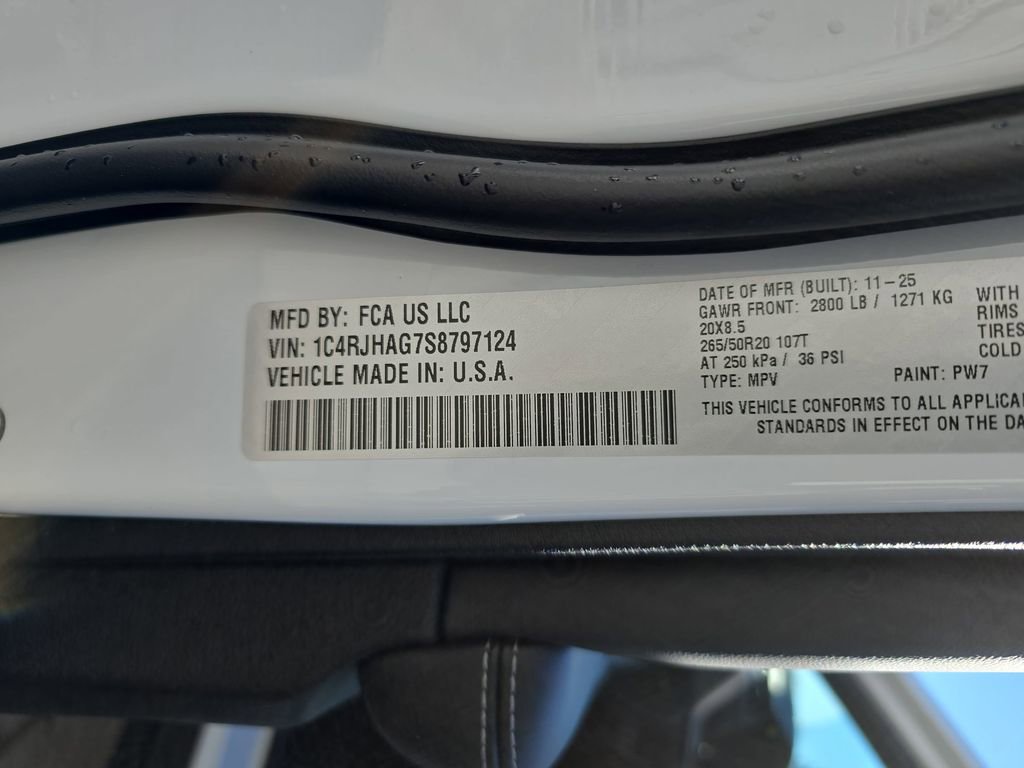 MFD BY: FCA US LLC
VIN: 1C4RJHAG7S8797124
VEHICLE MADE IN: U.S.A.
DATE OF MFR (BUILT): 11-25
GAWR FRONT: 2800 LB / 1271 KG WITH
20X8.5 RIMS
265/50R20 107T TIRES
AT 250 kPa / 36 PSI COLD
TYPE: MPV PAINT: PW7
THIS VEHICLE CONFORMS TO ALL APPLICA
STANDARDS IN EFFECT ON THE DA